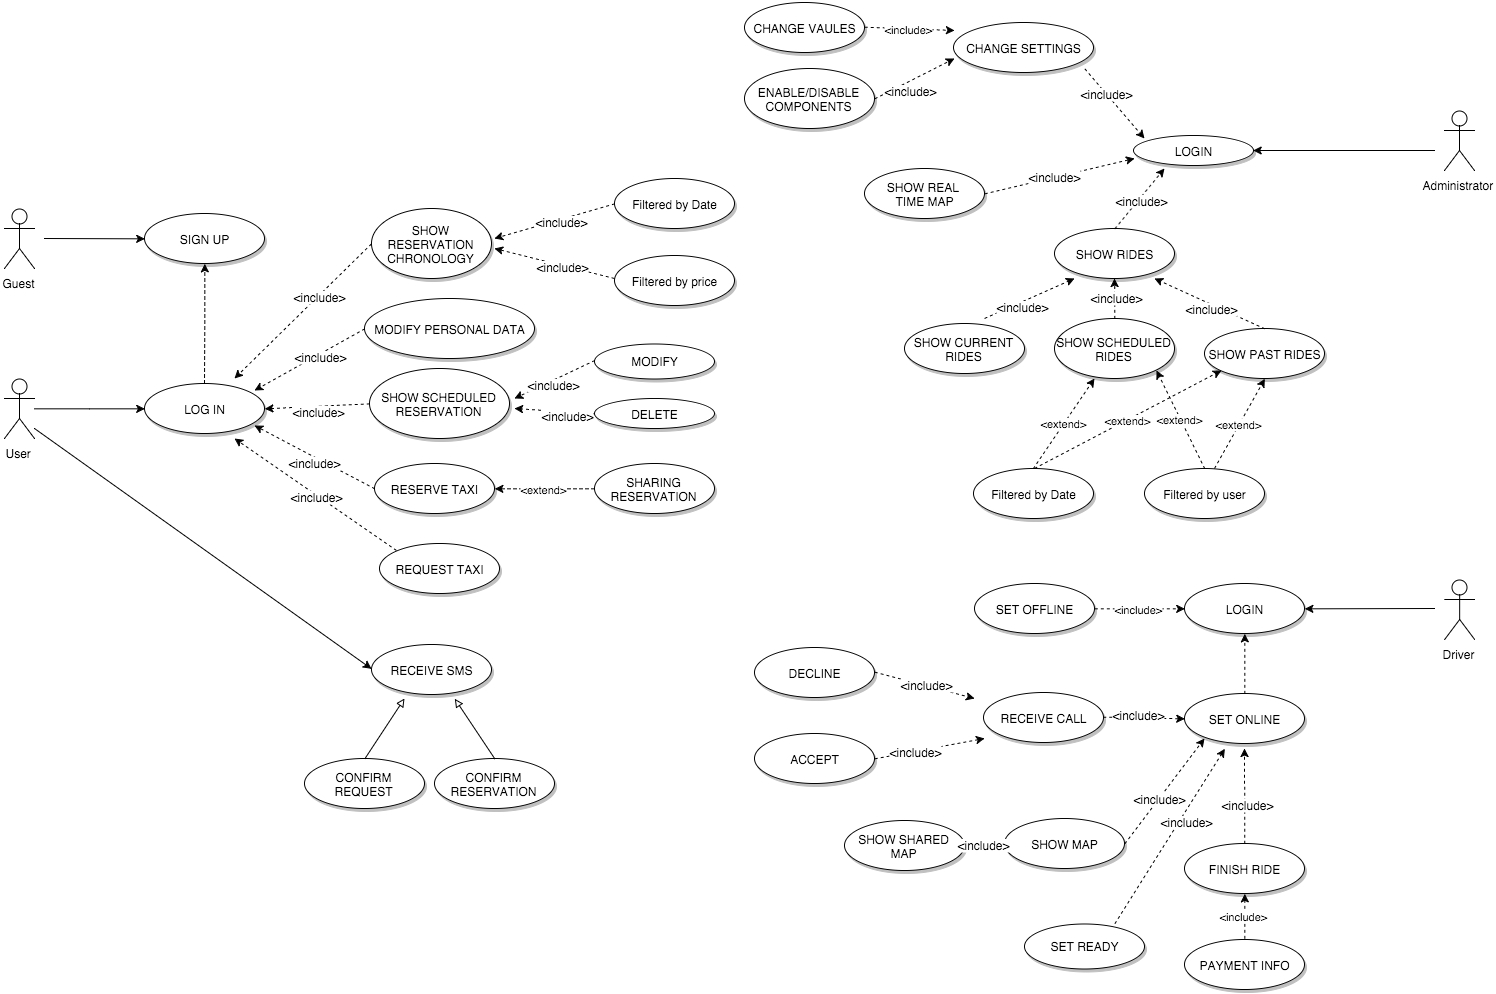 CHANGE VAULES
<include>
CHANGE SETTINGS
ENABLE/DISABLE
COMPONENTS
<include>
<include>
LOGIN
Administrator
SHOW REAL
TIME MAP
<include>
<include>
SHOW RIDES
<include>
<include>
<include>
SHOW CURRENT
RIDES
SHOW SCHEDULED
RIDES
SHOW PAST RIDES
<extend>
<extend>
<extend>
<extend>
Filtered by Date
Filtered by user
Guest
SIGN UP
SHOW
RESERVATION
CHRONOLOGY
<include>
Filtered by Date
<include>
Filtered by price
<include>
MODIFY PERSONAL DATA
<include>
User
LOG IN
<include>
SHOW SCHEDULED
RESERVATION
<include>
MODIFY
<include>
DELETE
<include>
RESERVE TAXI
<extend>
SHARING
RESERVATION
<include>
REQUEST TAXI
RECEIVE SMS
CONFIRM
REQUEST
CONFIRM
RESERVATION
SET OFFLINE
<include>
LOGIN
Driver
DECLINE
<include>
RECEIVE CALL
<include>
SET ONLINE
ACCEPT
<include>
<include>
<include>
<include>
SHOW SHARED
MAP
<include>
SHOW MAP
FINISH RIDE
<include>
SET READY
PAYMENT INFO